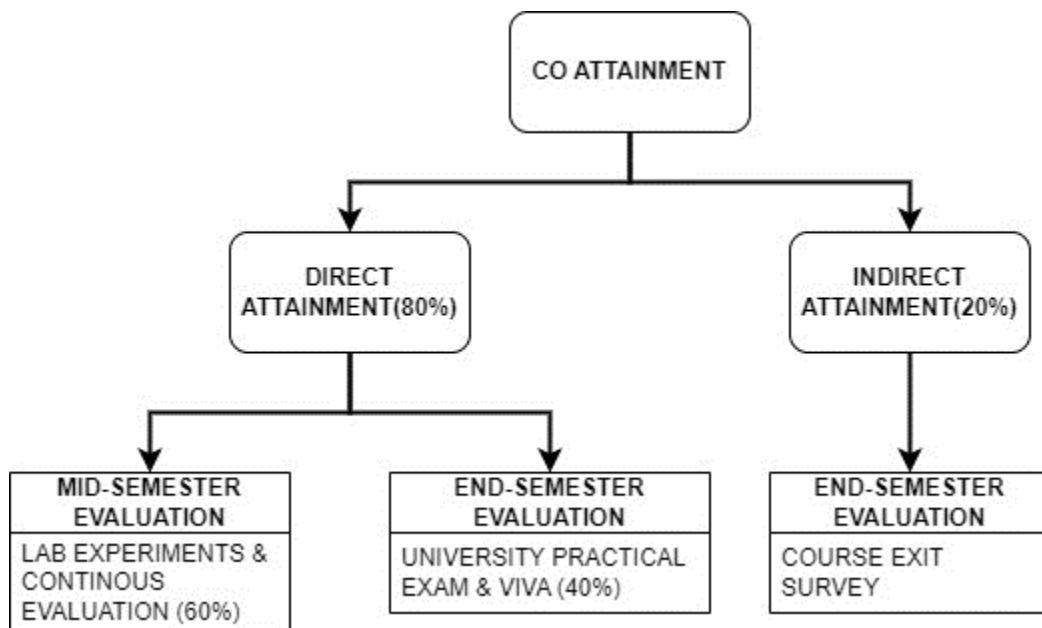 CO ATTAINMENT
DIRECT
ATTAINMENT(80%)
INDIRECT
ATTAINMENT(20%)
MID-SEMESTER
EVALUATION
LAB EXPERIMENTS &
CONTINOUS
EVALUATION (60%)
END-SEMESTER
EVALUATION
UNIVERSITY PRACTICAL
EXAM & VIVA (40%)
END-SEMESTER
EVALUATION
COURSE EXIT
SURVEY